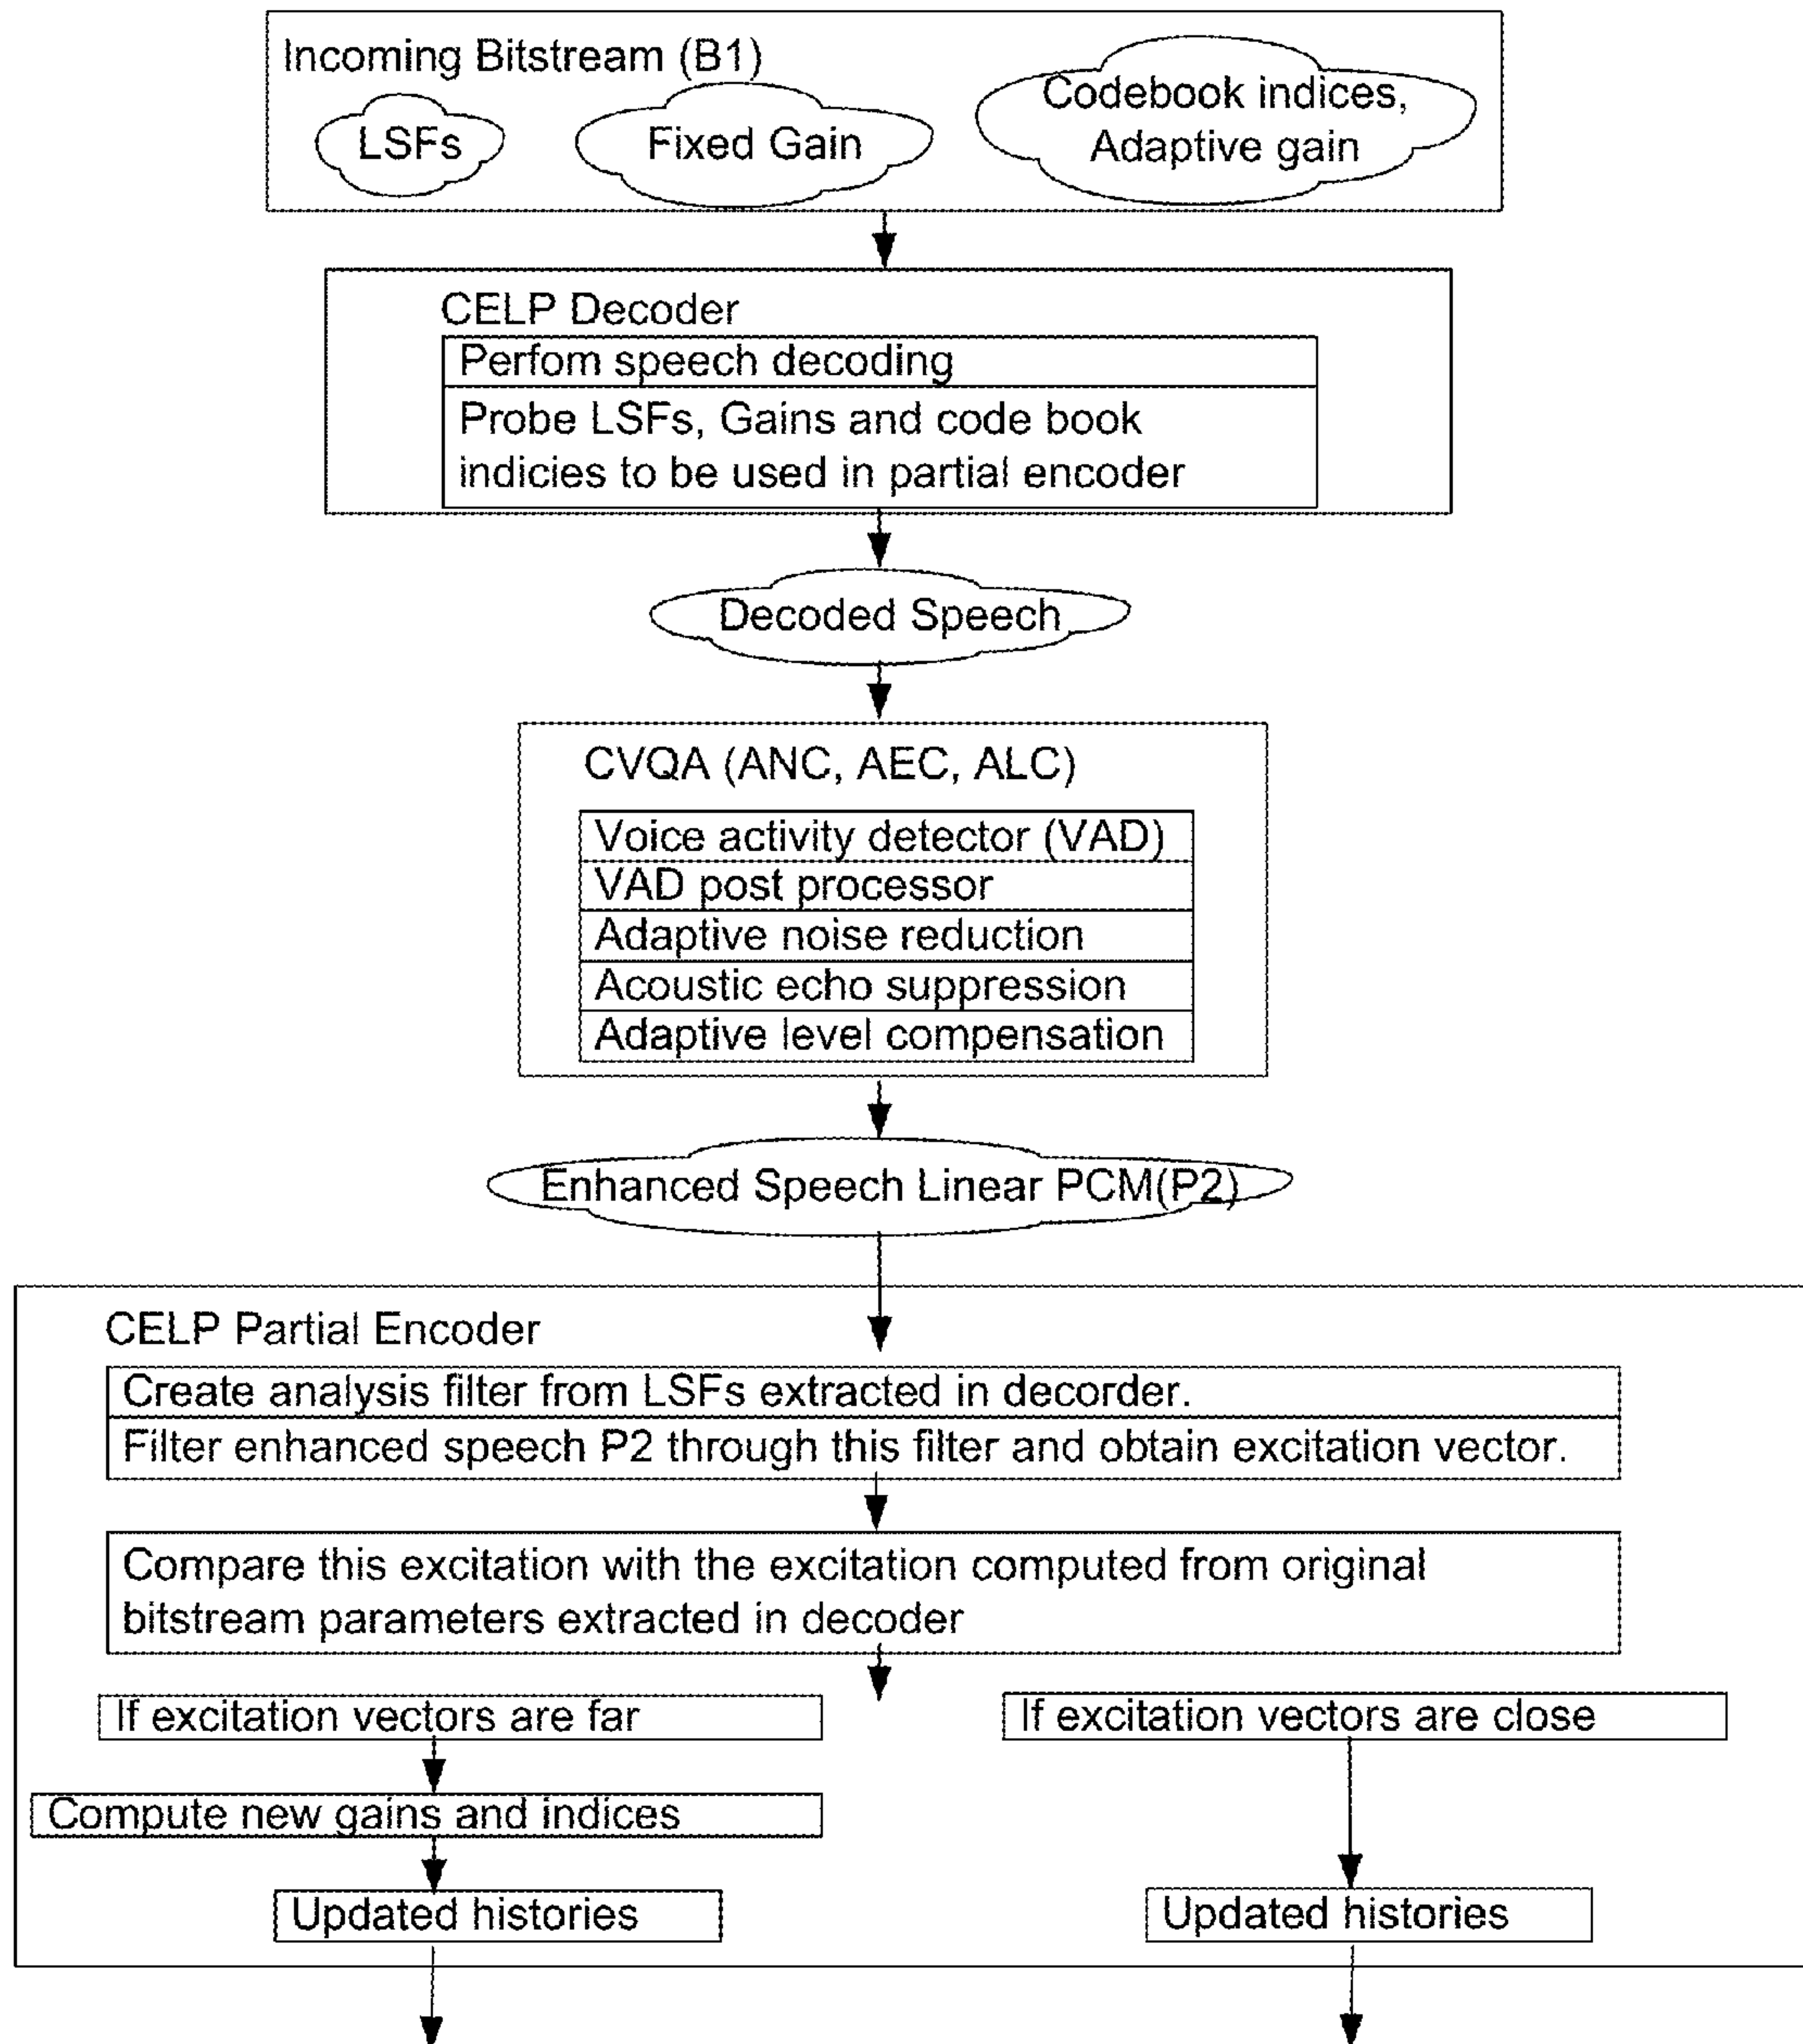 Incoming Bitstream (B1)
LSFs
Fixed Gain
Codebook indices,
Adaptive gain
CELP Decoder
Perfom speech decoding
Probe LSFs, Gains and code book
indicies to be used in partial encoder
Decoded Speech
CVQA (ANC, AEC, ALC)
Voice activity detector (VAD)
VAD post processor
Adaptive noise reduction
Acoustic echo suppression
Adaptive level compensation
Enhanced Speech Linear PCM(P2)
CELP Partial Encoder
Create analysis filter from LSFs extracted in decorder.
Filter enhanced speech P2 through this filter and obtain excitation vector.
Compare this excitation with the excitation computed from original
bitstream parameters extracted in decoder
If excitation vectors are far
If excitation vectors are close
Compute new gains and indices
Updated histories
Updated histories